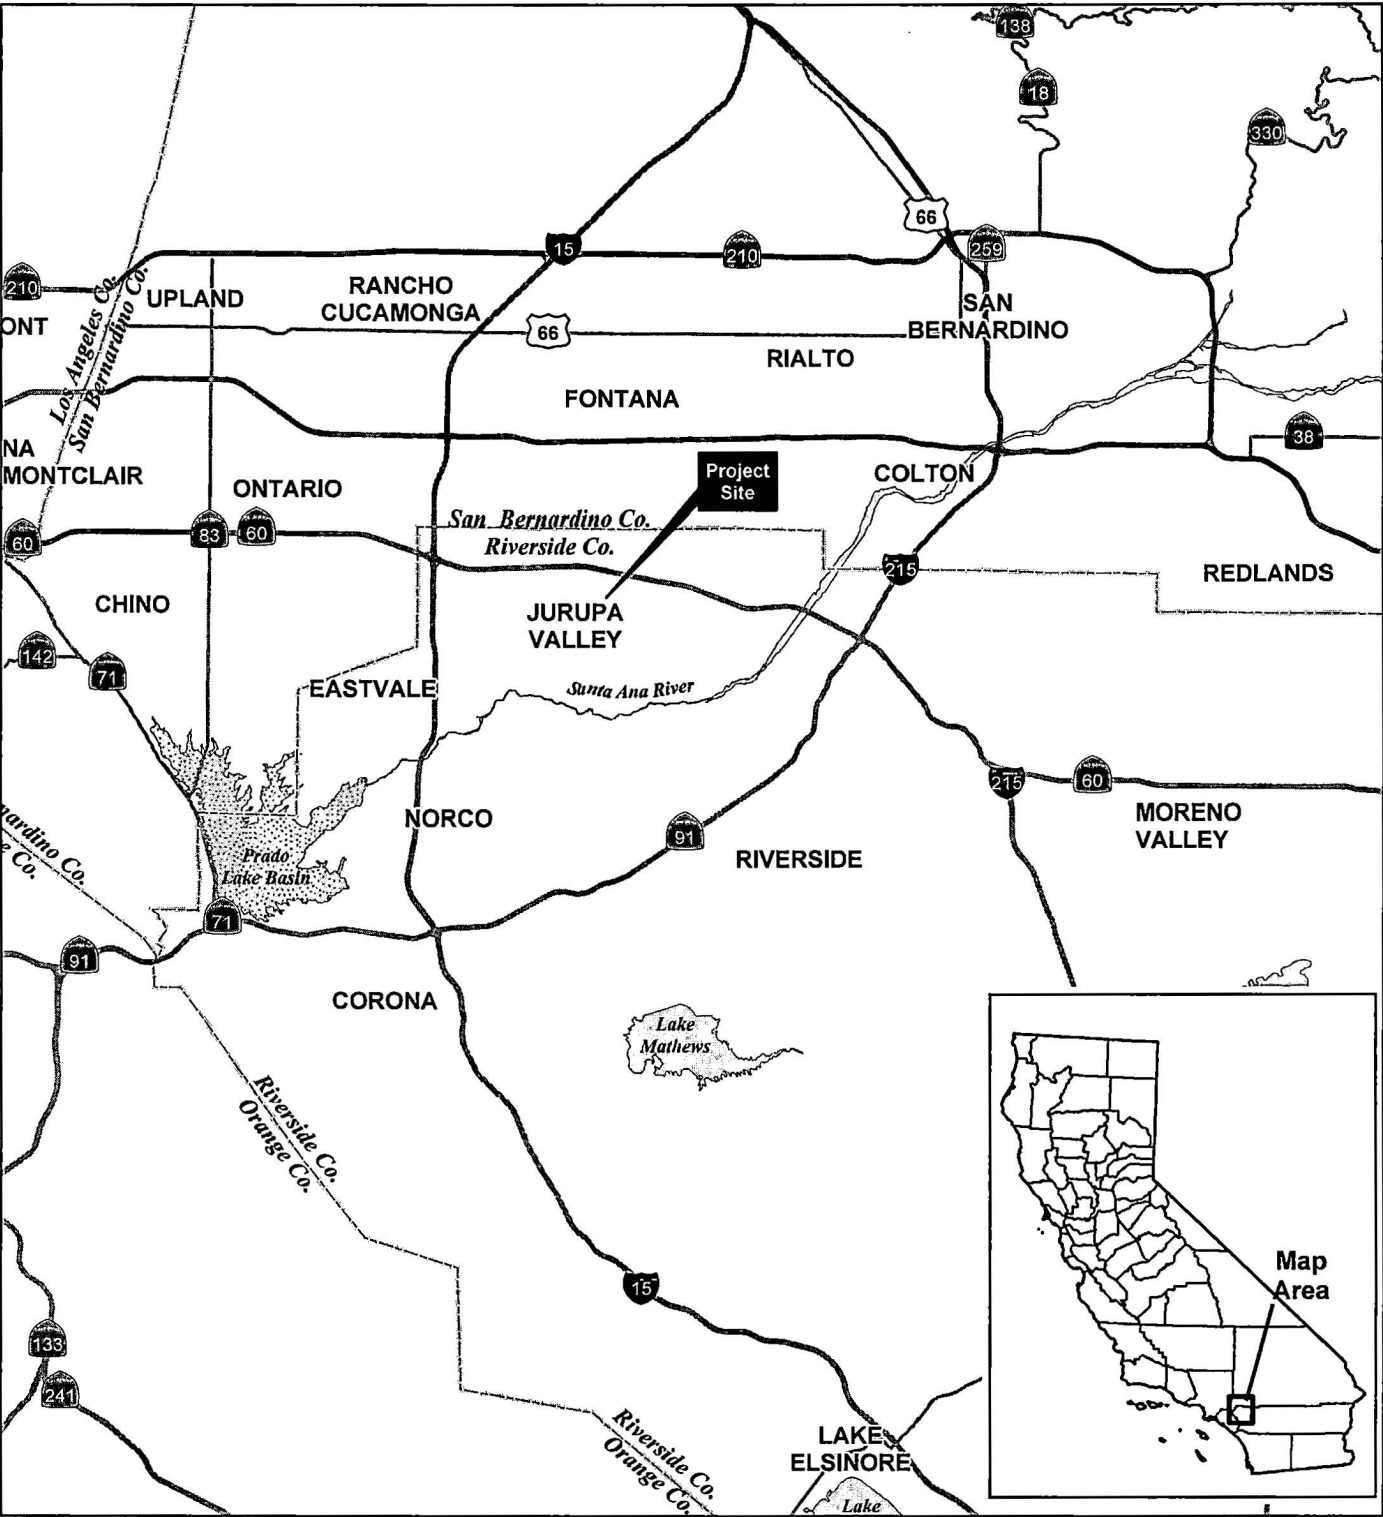 138
18
330
66
15
210
259
210
Los Angeles Co.
San Bernardino Co.
UPLAND
RANCHO
CUCAMONGA
SAN
BERNARDINO
ONT
66
RIALTO
FONTANA
38
NA
MONTCLAIR
ONTARIO
Project
Site
COLTON
60
83
60
San Bernardino Co.
Riverside Co.
215
REDLANDS
CHINO
JURUPA
VALLEY
142
71
EASTVALE
Santa Ana River
215
60
NORCO
MORENO
VALLEY
91
RIVERSIDE
nardino Co.
e Co.
Prado
Lake Basin
71
91
CORONA
Lake
Mathews
Riverside Co.
Orange Co.
15
Map
Area
133
241
Riverside Co.
Orange Co.
LAKE
ELSINORE
Lake